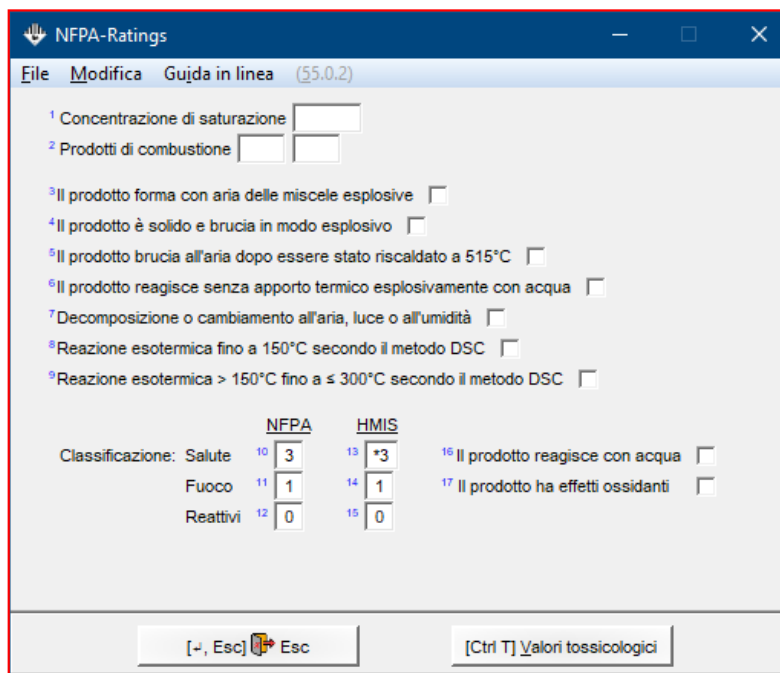 NFPA-Ratings
File Modifica Guida in linea (55.0.2)
1 Concentrazione di saturazione
2 Prodotti di combustione
3 Il prodotto forma con aria delle miscele esplosive
4 Il prodotto è solido e brucia in modo esplosivo
5 Il prodotto brucia all'aria dopo essere stato riscaldato a 515°C
6 Il prodotto reagisce senza apporto termico esplosivamente con acqua
7 Decomposizione o cambiamento all'aria, luce o all'umidità
8 Reazione esotermica fino a 150°C secondo il metodo DSC
9 Reazione esotermica > 150°C fino a ≤ 300°C secondo il metodo DSC
NFPA HMIS
Classificazione: Salute 10 3 13 *3 16 Il prodotto reagisce con acqua
Fuoco 11 1 14 1 17 Il prodotto ha effetti ossidanti
Reattivi 12 0 15 0
[↲, Esc] Esc [Ctrl T] Valori tossicologici